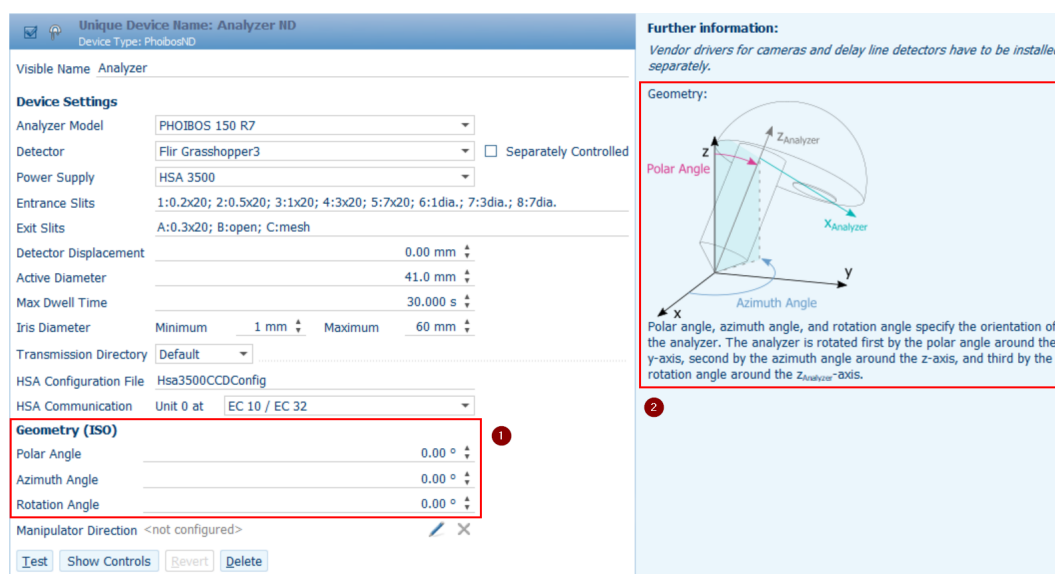 Unique Device Name: Analyzer ND
Device Type: PhoibosND
Visible Name Analyzer
Device Settings
Analyzer Model PHOIBOS 150 R7
Detector Flir Grasshopper3 Separately Controlled
Power Supply HSA 3500
Entrance Slits 1:0.2x20; 2:0.5x20; 3:1x20; 4:3x20; 5:7x20; 6:1dia.; 7:3dia.; 8:7dia.
Exit Slits A:0.3x20; B:open; C:mesh
Detector Displacement 0.00 mm
Active Diameter 41.0 mm
Max Dwell Time 30.000 s
Iris Diameter Minimum 1 mm Maximum 60 mm
Transmission Directory Default
HSA Configuration File Hsa3500CCDConfig
HSA Communication Unit 0 at EC 10 / EC 32
Geometry (ISO)
Polar Angle 0.00 °
Azimuth Angle 0.00 °
Rotation Angle 0.00 °
1
Manipulator Direction <not configured>
Test Show Controls Revert Delete
Further information:
Vendor drivers for cameras and delay line detectors have to be installed
separately.
Geometry:
z
zAnalyzer
Polar Angle
xAnalyzer
y
Azimuth Angle
x
Polar angle, azimuth angle, and rotation angle specify the orientation of
the analyzer. The analyzer is rotated first by the polar angle around the
y-axis, second by the azimuth angle around the z-axis, and third by the
rotation angle around the zAnalyzer-axis.
2